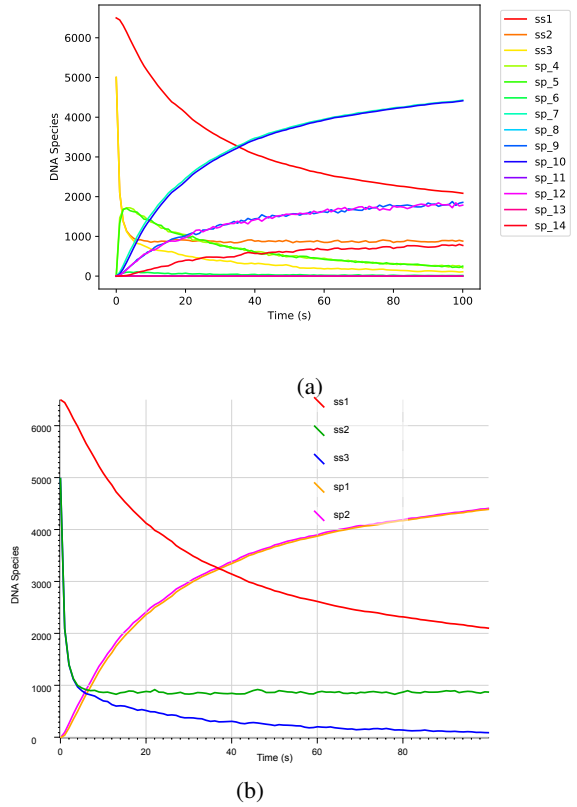 6000
5000
4000
3000
2000
1000
0
DNA Species
0
20
40
60
80
100
Time (s)
ss1
ss2
ss3
sp_4
sp_5
sp_6
sp_7
sp_8
sp_9
sp_10
sp_11
sp_12
sp_13
sp_14
(a)
ss1
ss2
ss3
sp1
sp2
6000
5000
4000
3000
2000
1000
0
DNA Species
0
20
40
60
80
Time (s)
(b)